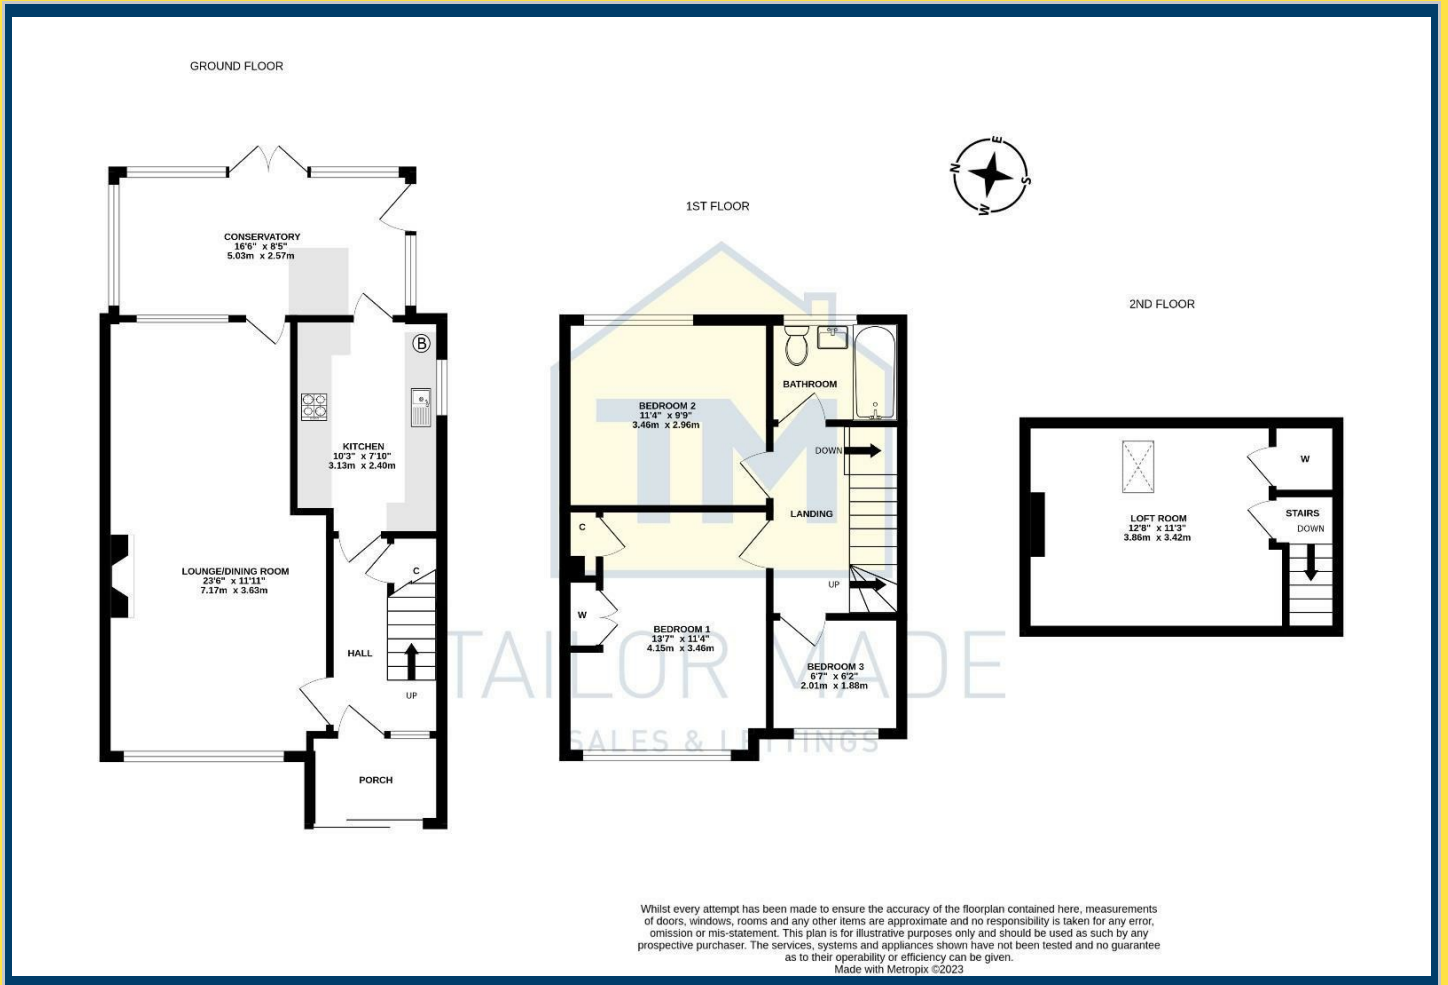 GROUND FLOOR
CONSERVATORY
16'6" x 8'5"
5.03m x 2.57m
B
KITCHEN
10'3" x 7'10"
3.13m x 2.40m
LOUNGE/DINING ROOM
23'6" x 11'11"
7.17m x 3.63m
C
HALL
UP
PORCH
1ST FLOOR
BEDROOM 2
11'4" x 9'9"
3.46m x 2.96m
BATHROOM
DOWN
LANDING
C
UP
W
BEDROOM 1
13'7" x 11'4"
4.15m x 3.46m
BEDROOM 3
6'7" x 6'2"
2.01m x 1.88m
TM
TAILOR MADE
SALES & LETTINGS
N
E
S
W
2ND FLOOR
W
LOFT ROOM
12'8" x 11'3"
3.86m x 3.42m
STAIRS
DOWN
Whilst every attempt has been made to ensure the accuracy of the floorplan contained here, measurements
of doors, windows, rooms and any other items are approximate and no responsibility is taken for any error,
omission or mis-statement. This plan is for illustrative purposes only and should be used as such by any
prospective purchaser. The services, systems and appliances shown have not been tested and no guarantee
as to their operability or efficiency can be given.
Made with Metropix ©2023